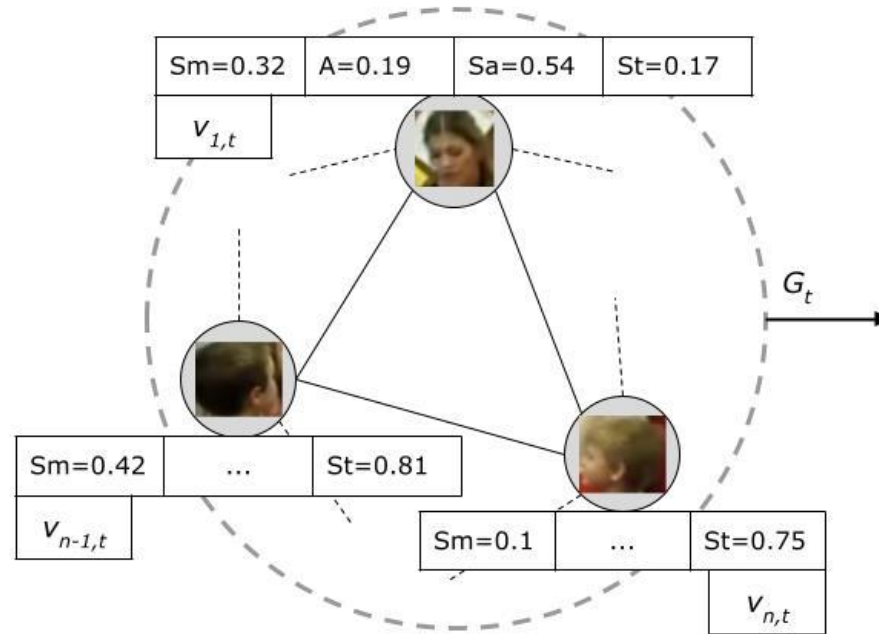 Sm=0.32 A=0.19 Sa=0.54 St=0.17
v1,t
Gt
Sm=0.42 ... St=0.81
vn-1,t
Sm=0.1 ... St=0.75
vn,t